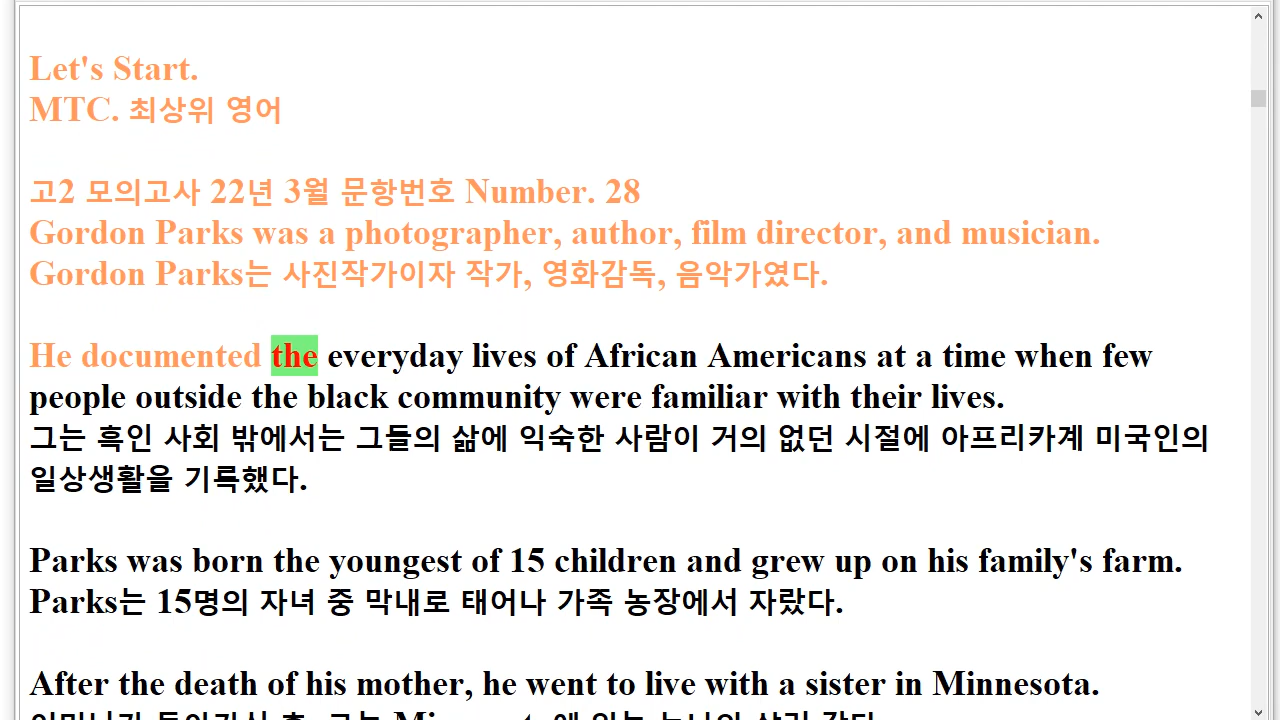 Let's Start.
MTC. 최상위 영어
고2 모의고사 22년 3월 문항번호 Number. 28
Gordon Parks was a photographer, author, film director, and musician.
Gordon Parks는 사진작가이자 작가, 영화감독, 음악가였다.
He documented the everyday lives of African Americans at a time when few
people outside the black community were familiar with their lives.
그는 흑인 사회 밖에서는 그들의 삶에 익숙한 사람이 거의 없던 시절에 아프리카계 미국인의
일상생활을 기록했다.
Parks was born the youngest of 15 children and grew up on his family's farm.
Parks는 15명의 자녀 중 막내로 태어나 가족 농장에서 자랐다.
After the death of his mother, he went to live with a sister in Minnesota.